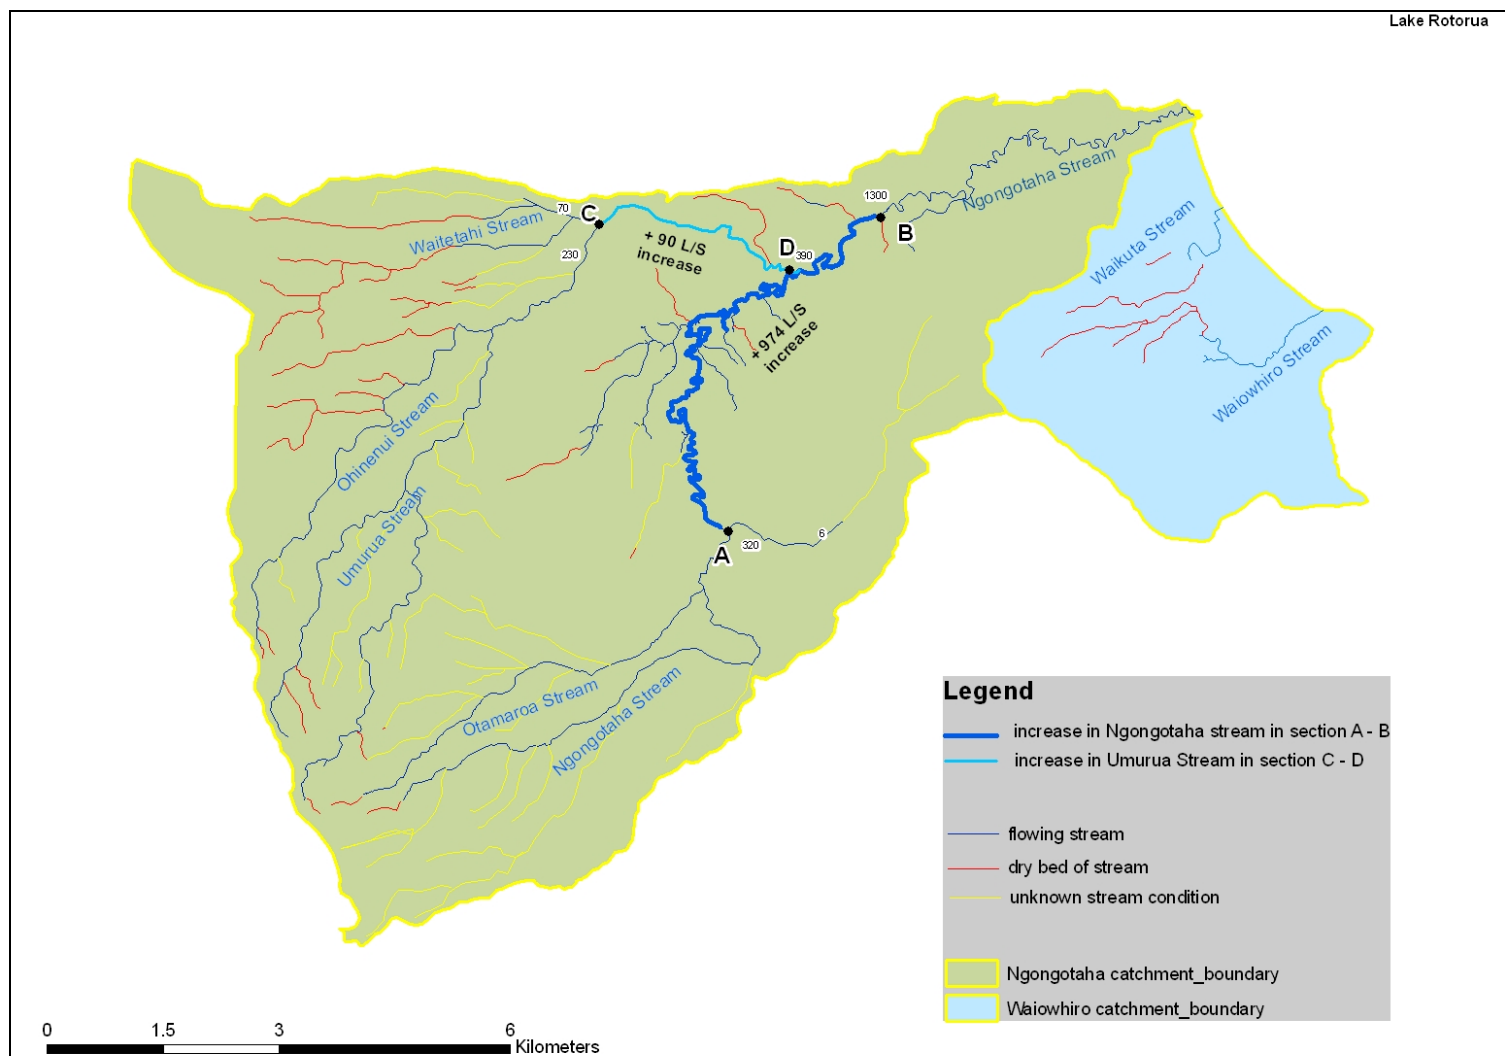 Lake Rotorua
Ngongotaha Stream
1300
B
70
C
Waitetahi Stream
230
+ 90 L/S
increase
D
390
Waikuta Stream
+ 974 L/S
increase
Waiowhiro Stream
Ohinenui Stream
Umurua Stream
A
320
6
Otamaroa Stream
Ngongotaha Stream
Legend
increase in Ngongotaha stream in section A - B
increase in Umurua Stream in section C - D
flowing stream
dry bed of stream
unknown stream condition
Ngongotaha catchment_boundary
Waiowhiro catchment_boundary
0 1.5 3 6
Kilometers